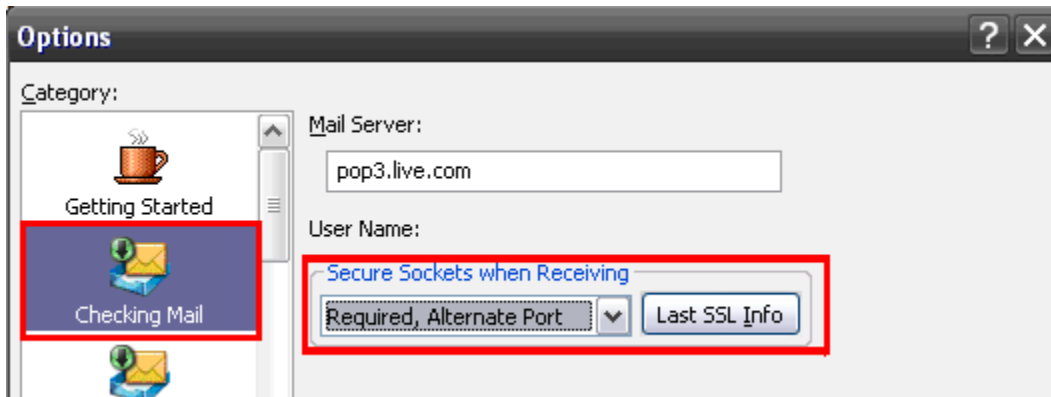 Options
Category:
Getting Started
Checking Mail
Mail Server:
pop3.live.com
User Name:
Secure Sockets when Receiving
Required, Alternate Port
Last SSL Info